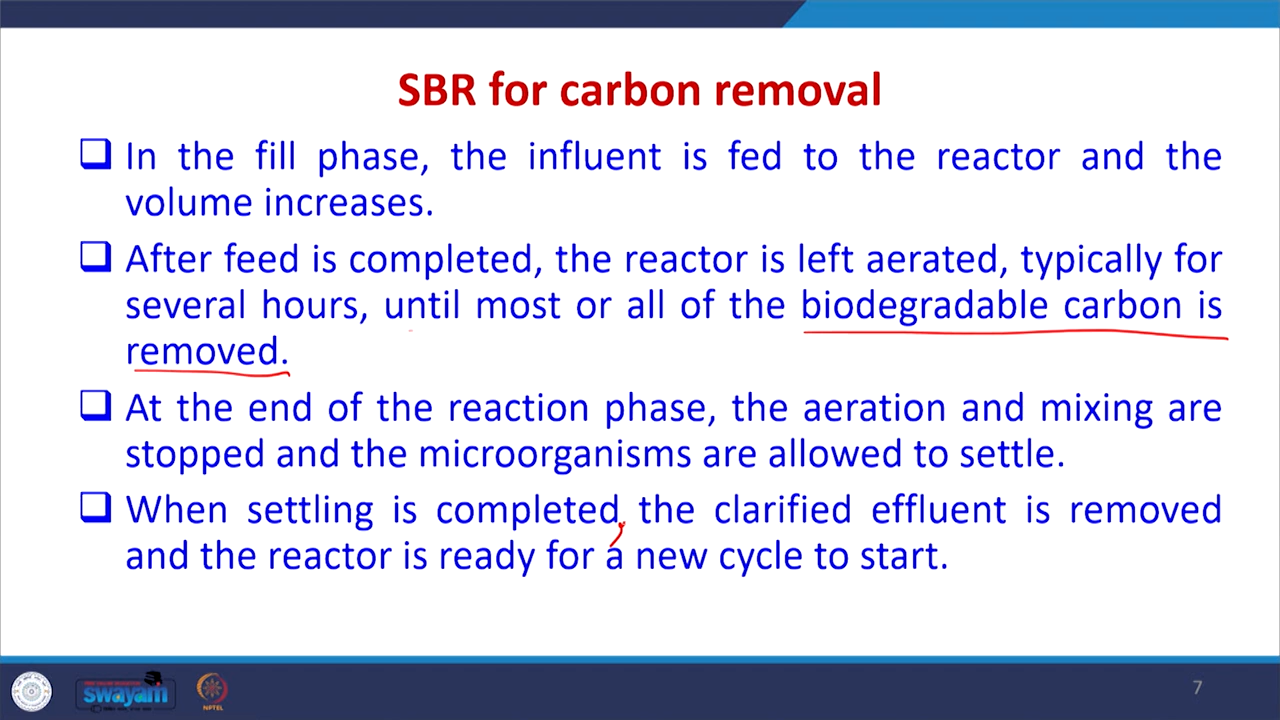 SBR for carbon removal
In the fill phase, the influent is fed to the reactor and the
volume increases.
After feed is completed, the reactor is left aerated, typically for
several hours, until most or all of the biodegradable carbon is
removed.
At the end of the reaction phase, the aeration and mixing are
stopped and the microorganisms are allowed to settle.
When settling is completed, the clarified effluent is removed
and the reactor is ready for a new cycle to start.
swayam
NPTEL
7